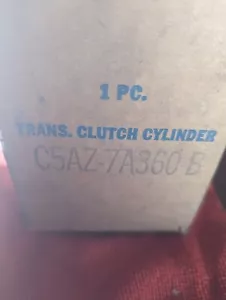 1 PC.
TRANS. CLUTCH CYLINDER
C5AZ-7A360-B